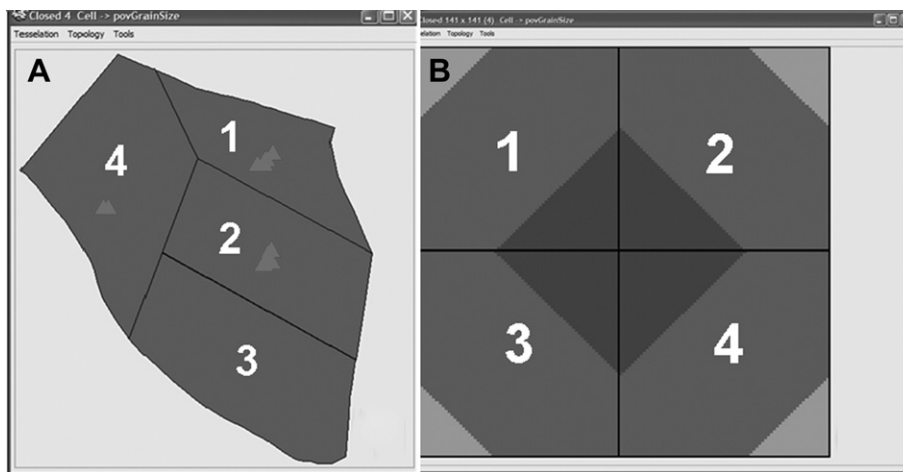 Closed 4 Cell -> povGrainSize
Tesselation Topology Tools
A
1
4
2
3
Closed 141 x 141 (4) Cell -> povGrainSize
elation Topology Tools
B
1
2
3
4